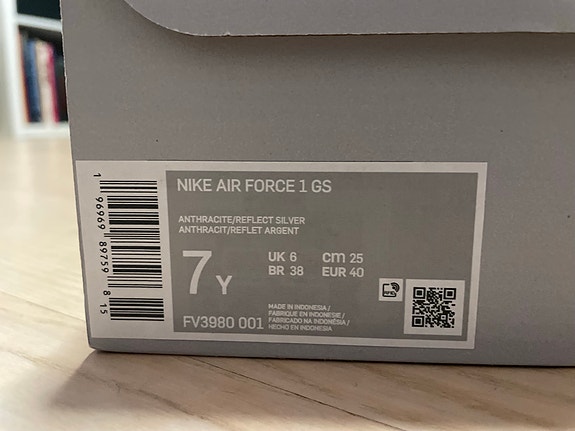 NIKE AIR FORCE 1 GS
ANTHRACITE/REFLECT SILVER
ANTHRACIT/REFLET ARGENT
7 Y
UK 6 cm 25
BR 38 EUR 40
FV3980 001
MADE IN INDONESIA /
FABRIQUE EN INDONESIE /
FABRICADO NA INDONÉSIA /
HECHO EN INDONESIA
1 96969 89759 8 15